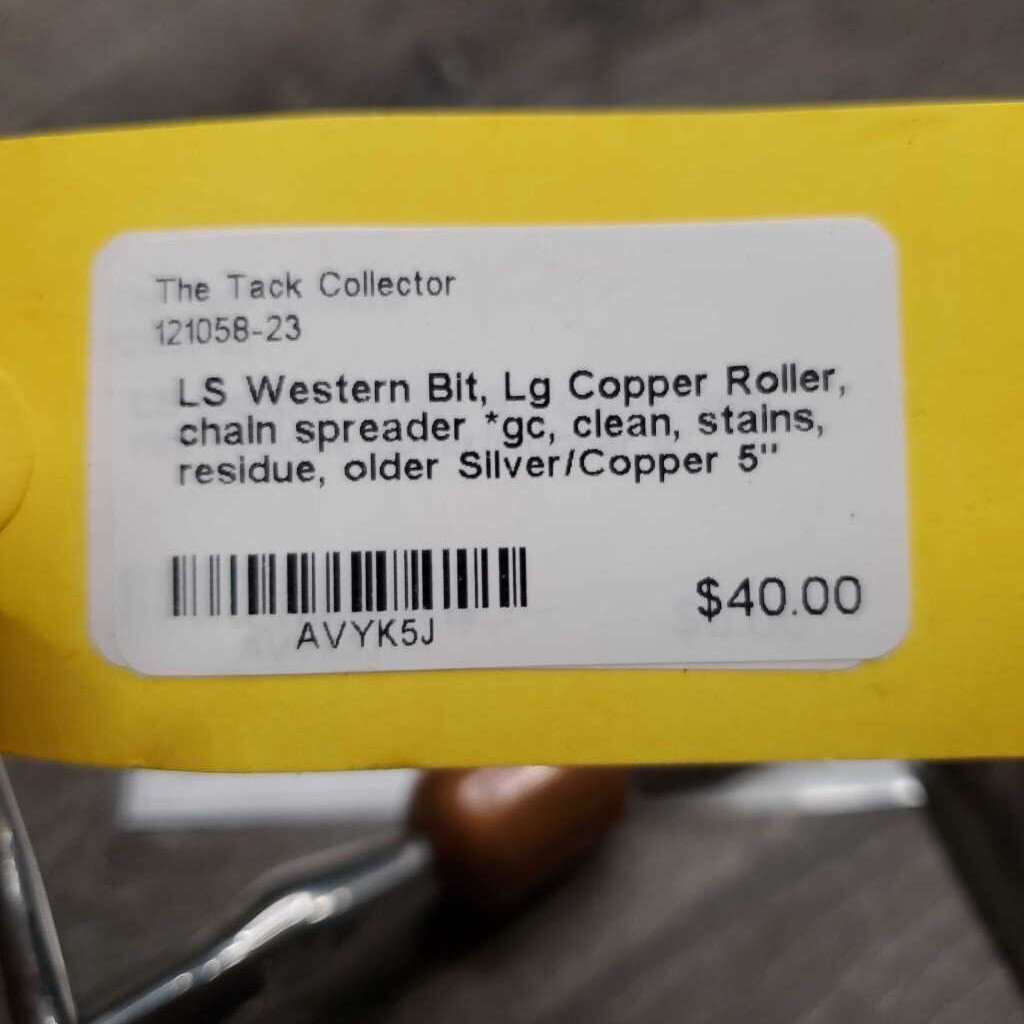 The Tack Collector
121058-23
LS Western Bit, Lg Copper Roller,
chain spreader *gc, clean, stains,
residue, older Silver/Copper 5"
$40.00
AVYK5J